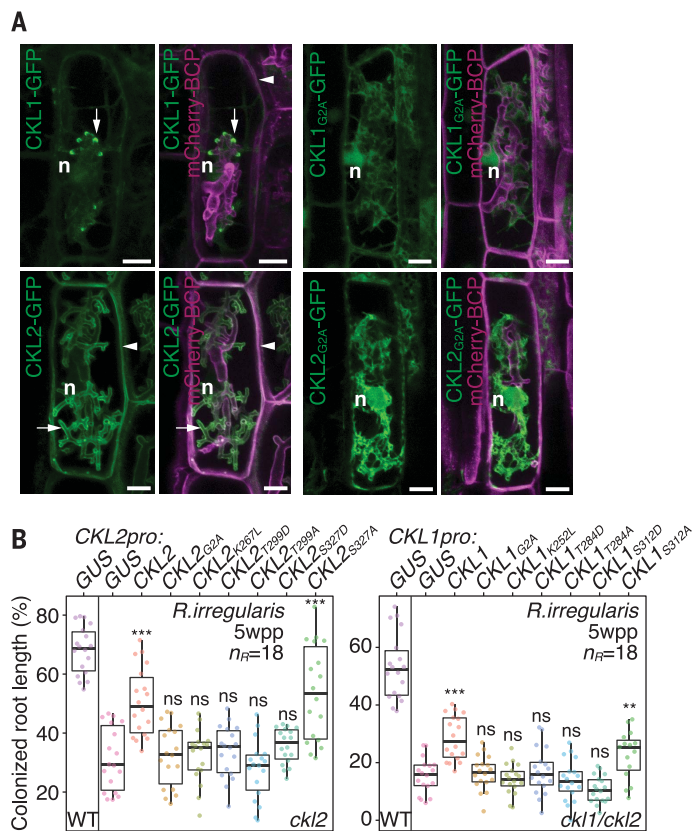 A
CKL1-GFP
CKL1-GFP
mCherry-BCP
CKL1G2A-GFP
CKL1G2A-GFP
mCherry-BCP
n
n
n
n
CKL2-GFP
CKL2-GFP
mCherry-BCP
CKL2G2A-GFP
CKL2G2A-GFP
mCherry-BCP
n
n
n
n
B
CKL2pro:
GUS
GUS
CKL2
CKL2G2A
CKL2K267L
CKL2T299D
CKL2T299A
CKL2S327D
CKL2S327A
CKL1pro:
GUS
GUS
CKL1
CKL1G2A
CKL1K252L
CKL1T284D
CKL1T284A
CKL1S312D
CKL1S312A
Colonized root length (%)
80
60
40
20
R.irregularis
5wpp
nR=18
***
ns
ns
ns
ns
ns
***
WT
ckl2
60
40
20
0
R.irregularis
5wpp
nR=18
***
ns
ns
ns
ns
ns
**
WT
ckl1/ckl2